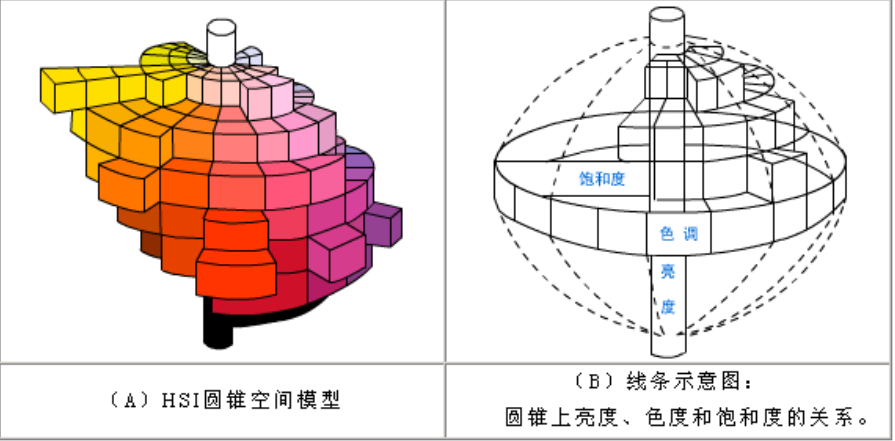 饱和度
色 调
亮
度
（A）HSI圆锥空间模型
（B）线条示意图：
圆锥上亮度、色度和饱和度的关系。